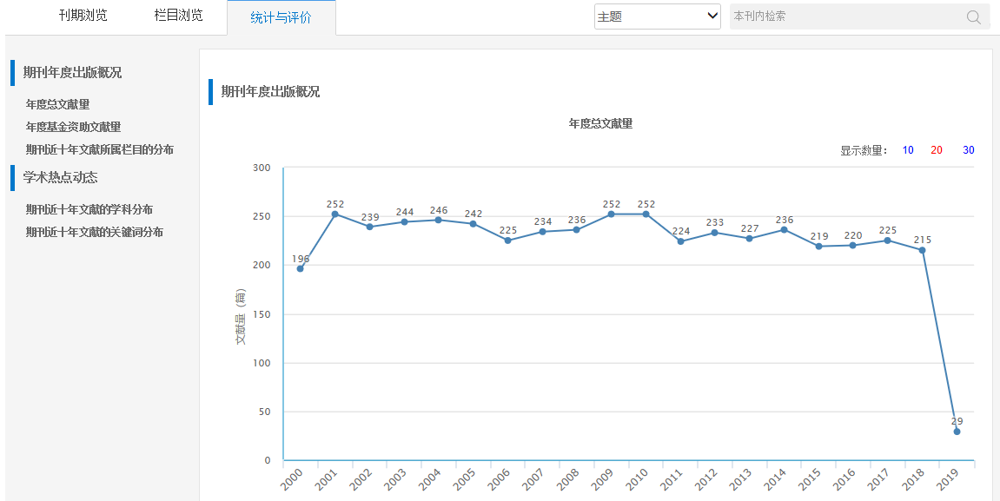 刊期浏览 栏目浏览 统计与评价 主题 本刊内检索
期刊年度出版概况
年度总文献量
年度基金资助文献量
期刊近十年文献所属栏目的分布
学术热点动态
期刊近十年文献的学科分布
期刊近十年文献的关键词分布
期刊年度出版概况
年度总文献量
显示数量： 10 20 30
文献量（篇）
300
250
200
150
100
50
0
196 252 239 244 246 242 225 234 236 252 252 224 233 227 236 219 220 225 215 29
2000 2001 2002 2003 2004 2005 2006 2007 2008 2009 2010 2011 2012 2013 2014 2015 2016 2017 2018 2019